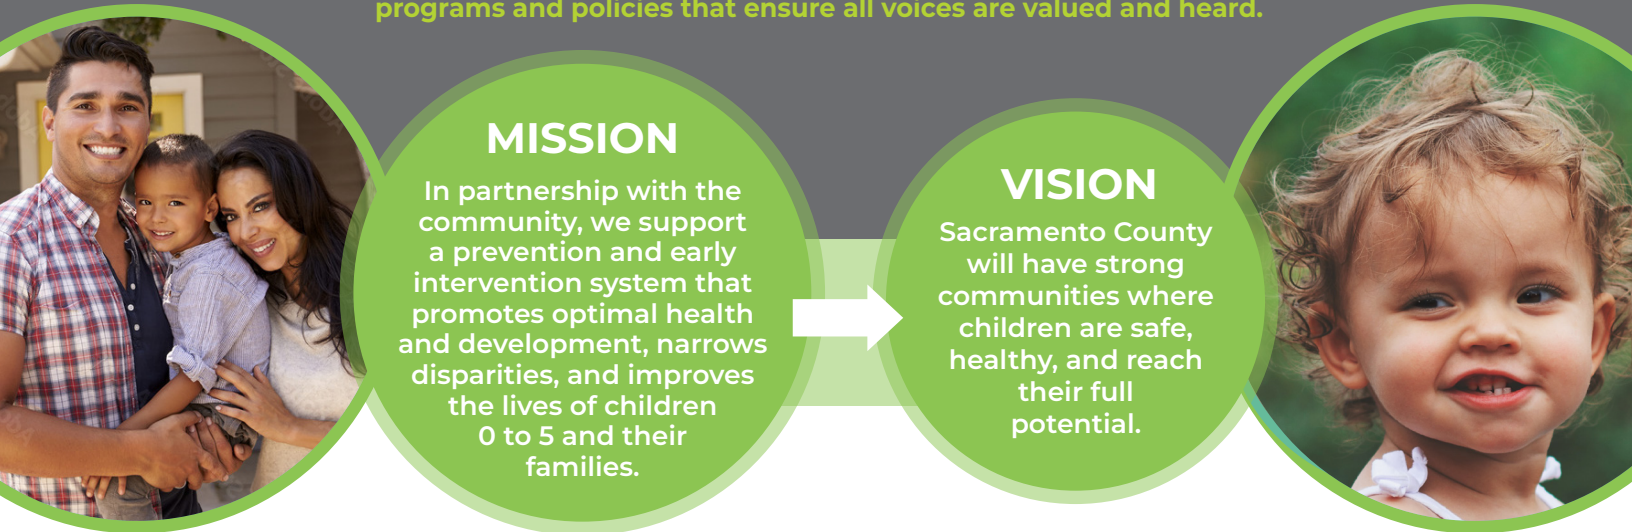 programs and policies that ensure all voices are valued and heard.
MISSION
In partnership with the
community, we support
a prevention and early
intervention system that
promotes optimal health
and development, narrows
disparities, and improves
the lives of children
0 to 5 and their
families.
VISION
Sacramento County
will have strong
communities where
children are safe,
healthy, and reach
their full
potential.